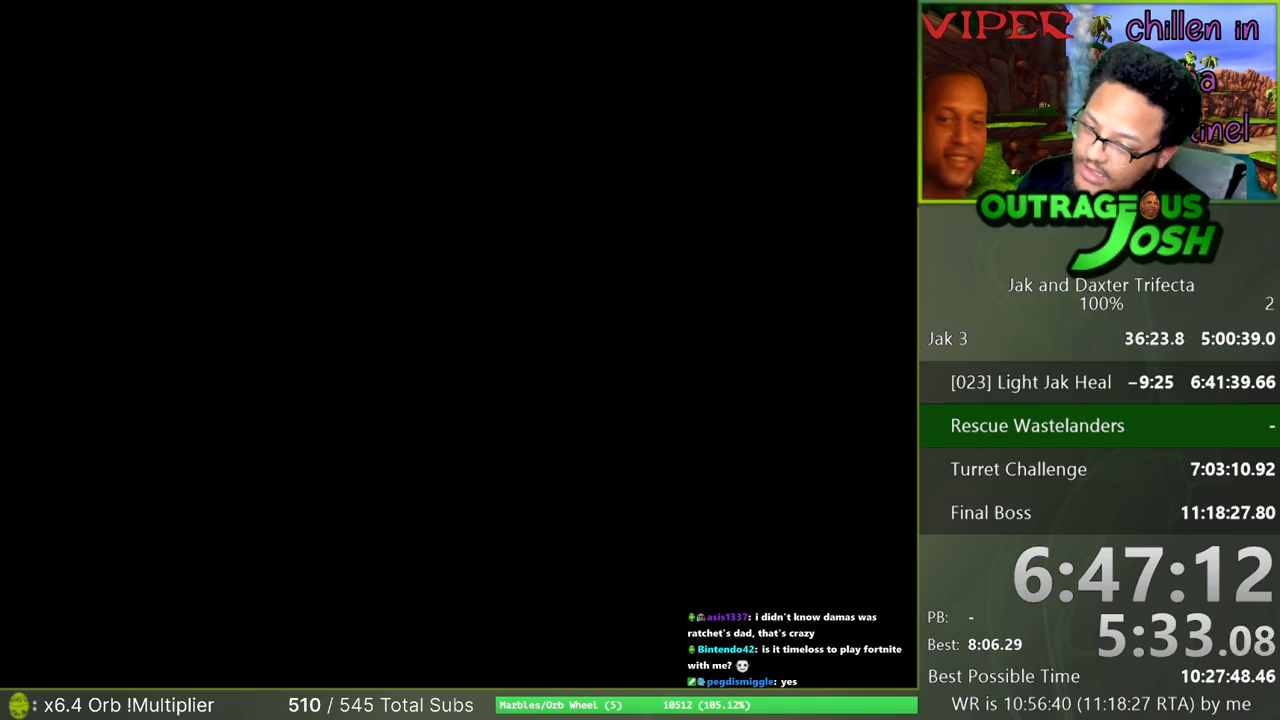 VIPER chillen in
OUTRAGEOUS
JOSH
Jak and Daxter Trifecta
100% 2
Jak 3 36:23.8 5:00:39.0
[023] Light Jak Heal −9:25 6:41:39.66
Rescue Wastelanders -
Turret Challenge 7:03:10.92
Final Boss 11:18:27.80
6:47:12
PB: -
5:33.08
Best: 8:06.29
Best Possible Time 10:27:48.46
WR is 10:56:40 (11:18:27 RTA) by me
asis1337: i didn't know damas was
ratchet's dad, that's crazy
Bintendo42: is it timeloss to play fortnite
with me?
pegdismiggle: yes
: x6.4 Orb !Multiplier 510 / 545 Total Subs Marbles/Orb Wheel (5) 10512 (105.12%)